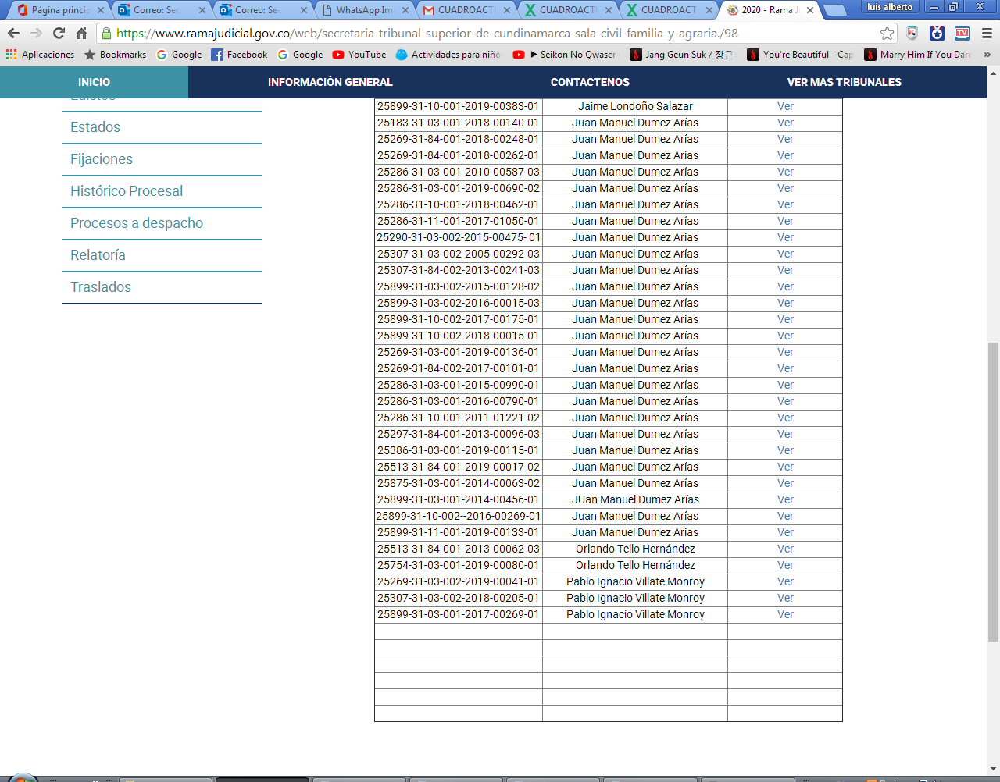 Página princip
Correo: Sec
Correo: Sec
WhatsApp Ima
CUADROACTU
CUADROACTU
CUADROACTU
2020 - Rama J
luis alberto
https://www.ramajudicial.gov.co/web/secretaria-tribunal-superior-de-cundinamarca-sala-civil-familia-y-agraria./98
Aplicaciones Bookmarks Google Facebook Google YouTube Actividades para niño Seikon No Qwaser Jang Geun Suk / 장근 You're Beautiful - Cap Marry Him If You Dare »
INICIO INFORMACIÓN GENERAL CONTACTENOS VER MAS TRIBUNALES
Edictos
Estados
Fijaciones
Histórico Procesal
Procesos a despacho
Relatoría
Traslados
25899-31-10-001-2019-00383-01 Jaime Londoño Salazar Ver
25183-31-03-001-2018-00140-01 Juan Manuel Dumez Arías Ver
25269-31-84-001-2018-00248-01 Juan Manuel Dumez Arías Ver
25269-31-84-001-2018-00262-01 Juan Manuel Dumez Arías Ver
25286-31-03-001-2010-00587-03 Juan Manuel Dumez Arías Ver
25286-31-03-001-2019-00690-02 Juan Manuel Dumez Arías Ver
25286-31-10-001-2018-00462-01 Juan Manuel Dumez Arías Ver
25286-31-11-001-2017-01050-01 Juan Manuel Dumez Arías Ver
25290-31-03-002-2015-00475- 01 Juan Manuel Dumez Arías Ver
25307-31-03-002-2005-00292-03 Juan Manuel Dumez Arías Ver
25307-31-84-002-2013-00241-03 Juan Manuel Dumez Arías Ver
25899-31-03-002-2015-00128-02 Juan Manuel Dumez Arías Ver
25899-31-03-002-2016-00015-03 Juan Manuel Dumez Arías Ver
25899-31-10-002-2017-00175-01 Juan Manuel Dumez Arías Ver
25899-31-10-002-2018-00015-01 Juan Manuel Dumez Arías Ver
25269-31-03-001-2019-00136-01 Juan Manuel Dumez Arías Ver
25269-31-84-002-2017-00101-01 Juan Manuel Dumez Arías Ver
25286-31-03-001-2015-00990-01 Juan Manuel Dumez Arías Ver
25286-31-03-001-2016-00790-01 Juan Manuel Dumez Arías Ver
25286-31-10-001-2011-01221-02 Juan Manuel Dumez Arías Ver
25297-31-84-001-2013-00096-03 Juan Manuel Dumez Arías Ver
25386-31-03-001-2019-00115-01 Juan Manuel Dumez Arías Ver
25513-31-84-001-2019-00017-02 Juan Manuel Dumez Arías Ver
25875-31-03-001-2014-00063-02 Juan Manuel Dumez Arías Ver
25899-31-03-001-2014-00456-01 JUan Manuel Dumez Arías Ver
25899-31-10-002--2016-00269-01 Juan Manuel Dumez Arías Ver
25899-31-11-001-2019-00133-01 Juan Manuel Dumez Arías Ver
25513-31-84-001-2013-00062-03 Orlando Tello Hernández Ver
25754-31-03-001-2019-00080-01 Orlando Tello Hernández Ver
25269-31-03-002-2019-00041-01 Pablo Ignacio Villate Monroy Ver
25307-31-03-002-2018-00205-01 Pablo Ignacio Villate Monroy Ver
25899-31-03-001-2017-00269-01 Pablo Ignacio Villate Monroy Ver